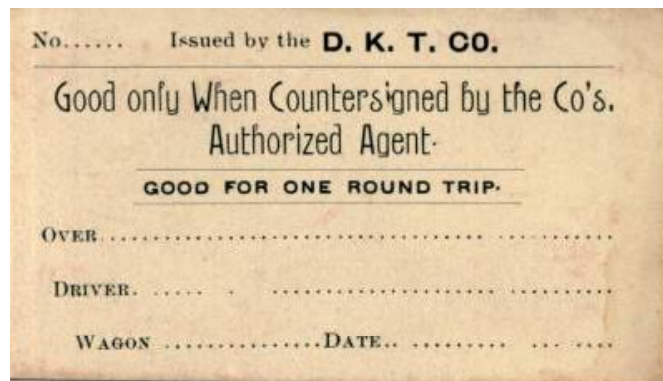 No...... Issued by the D. K. T. CO.
Good only When Countersigned by the Co's.
Authorized Agent.
GOOD FOR ONE ROUND TRIP.
OVER.................................................. .............
DRIVER. ..... . ...................... ..........
WAGON ................DATE.. ......... ... ....